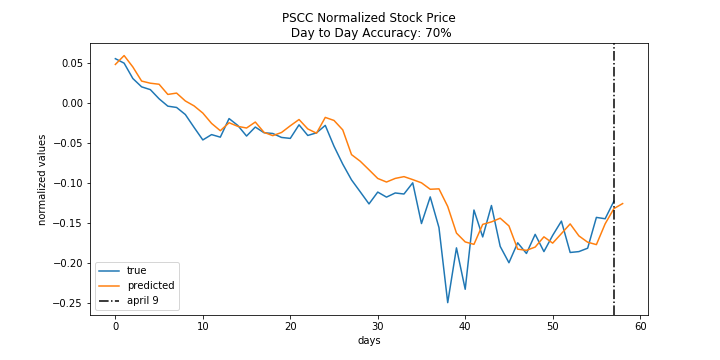 PSCC Normalized Stock Price
Day to Day Accuracy: 70%
normalized values
0.05
0.00
−0.05
−0.10
−0.15
−0.20
−0.25
true
predicted
april 9
0 10 20 30 40 50 60
days